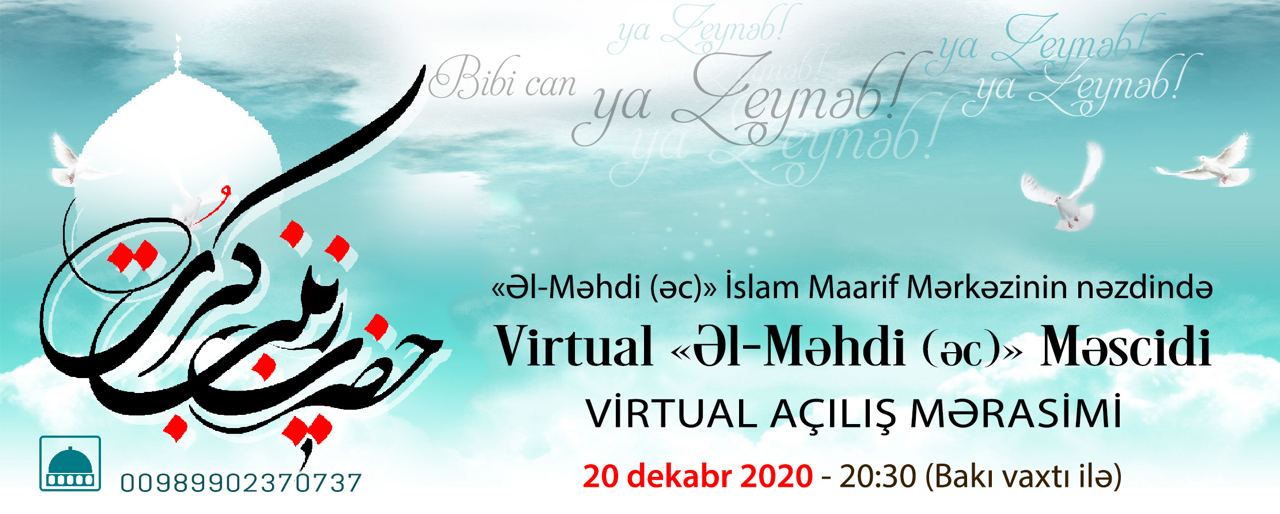 ya Zeynəb!
ya Zeynəb!
Bibi can ya Zeynəb!
ya Zeynəb!
ya Zeynəb!
حضرت زینب کبری
«Əl-Məhdi (əc)» İslam Maarif Mərkəzinin nəzdində
Virtual «Əl-Məhdi (əc)» Məscidi
VİRTUAL AÇILIŞ MƏRASİMİ
20 dekabr 2020 - 20:30 (Bakı vaxtı ilə)
00989902370737